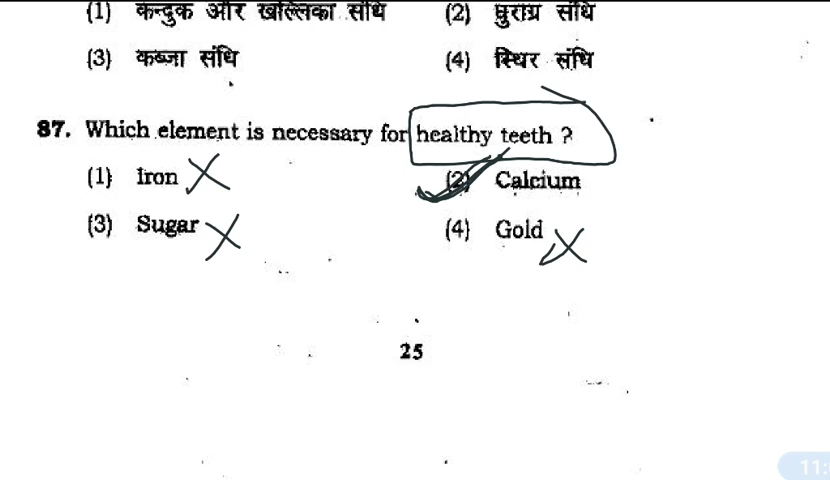 (1) कन्दुक और खल्लिका संधि (2) धुराग्र संधि
(3) कब्जा संधि (4) स्थिर संधि
87. Which element is necessary for healthy teeth ?
(1) Iron (2) Calcium
(3) Sugar (4) Gold
25